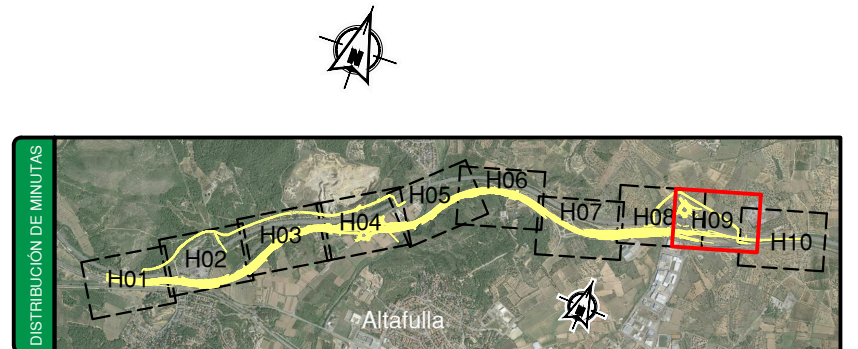 N
DISTRIBUCIÓN DE MINUTAS
H01
H02
H03
H04
H05
H06
H07
H08
H09
H10
Altafulla
N